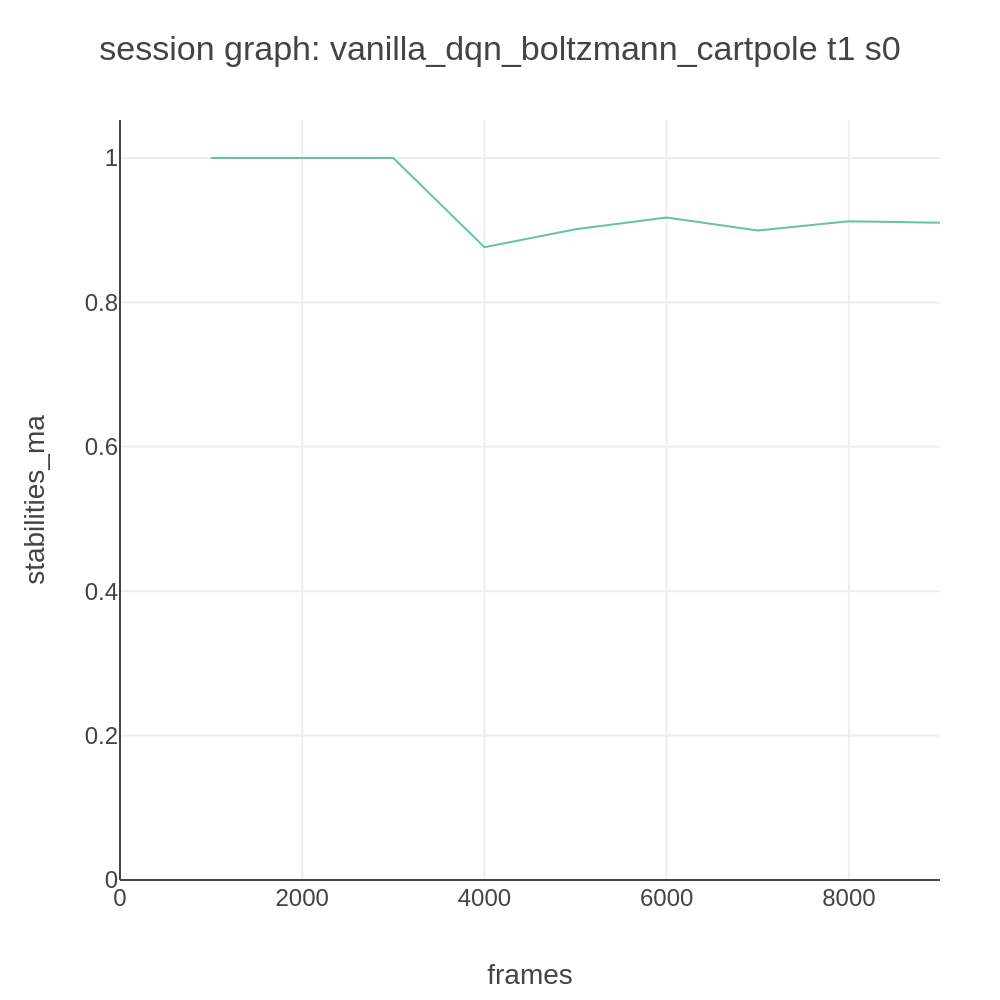 session graph: vanilla_dqn_boltzmann_cartpole t1 s0
1
0.8
0.6
0.4
0.2
0
stabilities_ma
0 2000 4000 6000 8000
frames